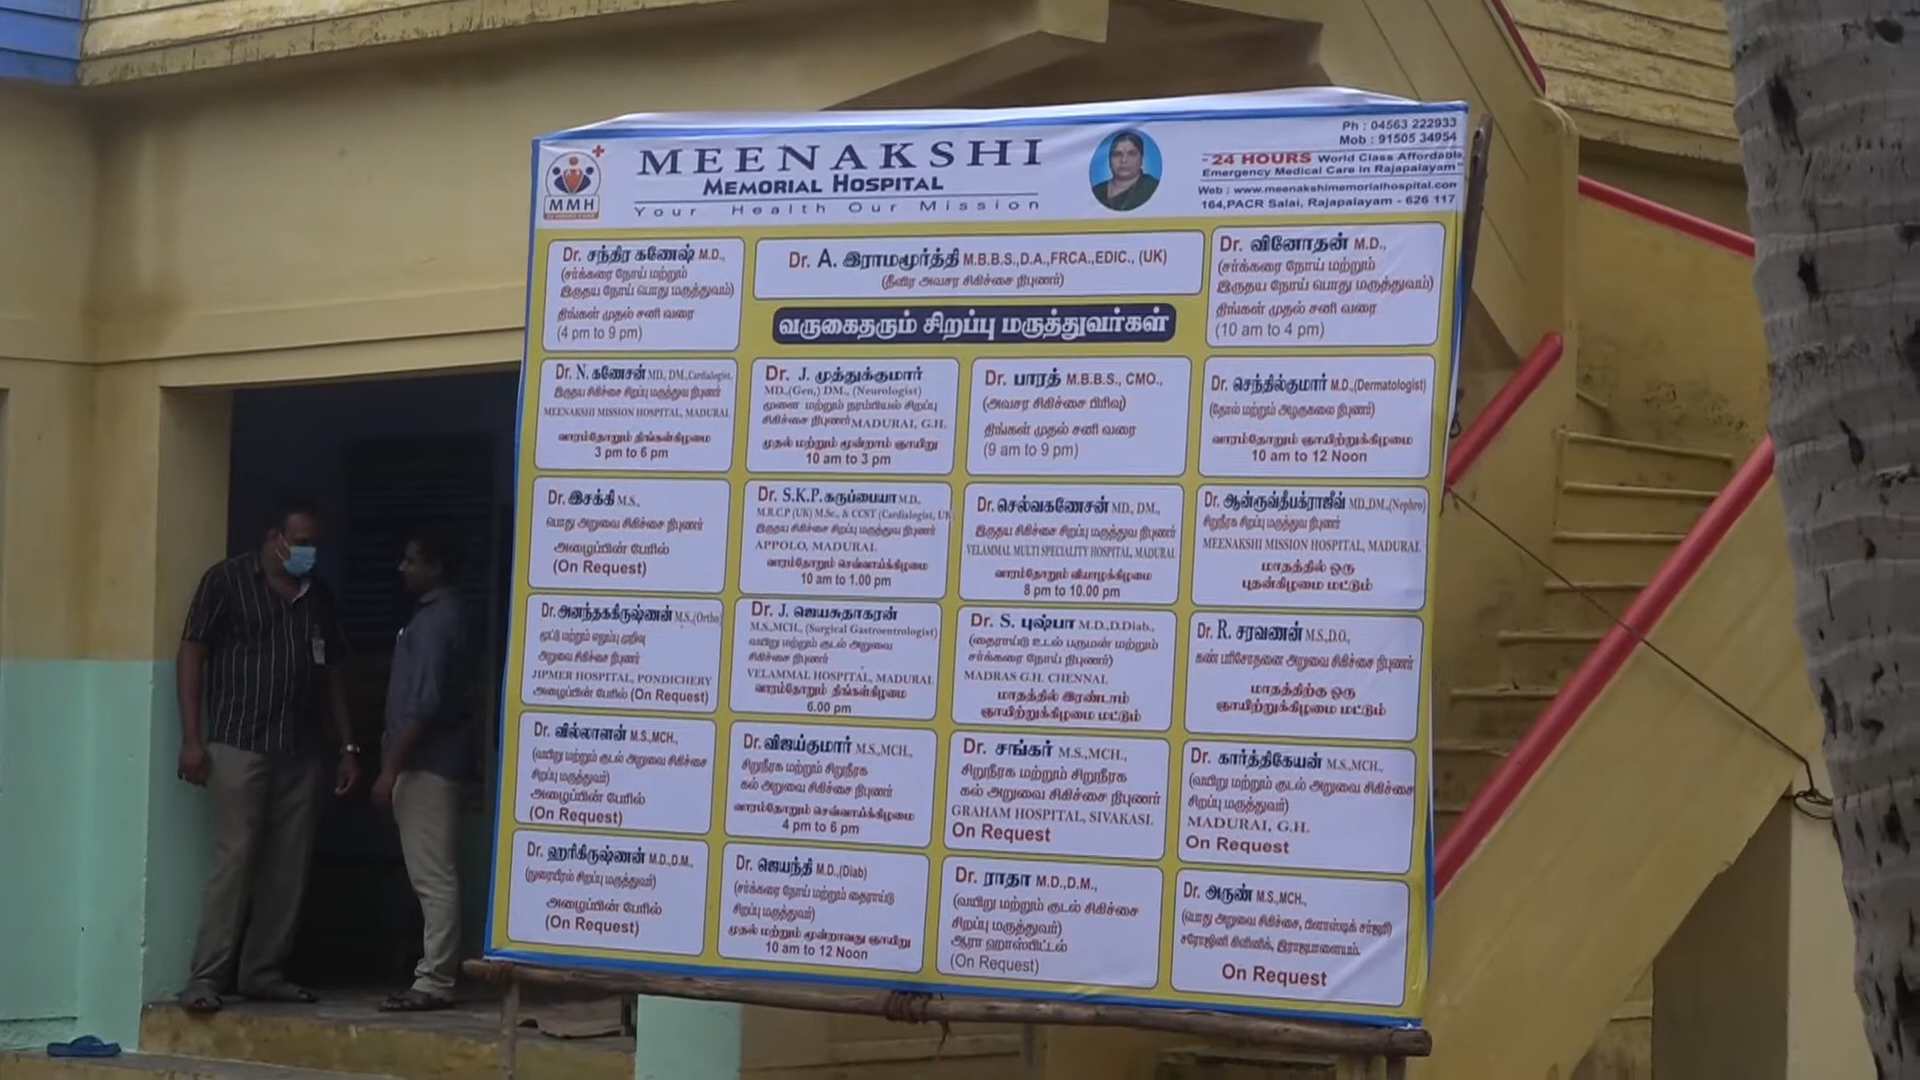 MEENAKSHI
MEMORIAL HOSPITAL
Your Health Our Mission
MMH
Ph : 04563 222933
Mob : 91505 34954
"24 HOURS World Class Affordable
Emergency Medical Care in Rajapalayam"
Web : www.meenakshimemorialhospital.com
164,PACR Salai, Rajapalayam - 626 117
Dr. சந்திர கணேஷ் M.D.,
(சர்க்கரை நோய் மற்றும்
இருதய நோய் பொது மருத்துவம்)
திங்கள் முதல் சனி வரை
(4 pm to 9 pm)
Dr. A. இராமமூர்த்தி M.B.B.S.,D.A.,FRCA.,EDIC., (UK)
(தீவிர அவசர சிகிச்சை நிபுணர்)
Dr. வினோதன் M.D.,
(சர்க்கரை நோய் மற்றும்
இருதய நோய் பொது மருத்துவம்)
திங்கள் முதல் சனி வரை
(10 am to 4 pm)
வருகைதரும் சிறப்பு மருத்துவர்கள்
Dr. N. கணேசன் MD, DM.,Cardialogist,
இருதய சிகிச்சை சிறப்பு மருத்துவ நிபுணர்
MEENAKSHI MISSION HOSPITAL, MADURAI
வாரம்தோறும் திங்கள்கிழமை
3 pm to 6 pm
Dr. J. முத்துக்குமார்
MD.,(Gen,) DM., (Neurologist)
மூளை மற்றும் நரம்பியல் சிறப்பு
சிகிச்சை நிபுணர் MADURAI, G.H.
முதல் மற்றும் மூன்றாம் ஞாயிறு
10 am to 3 pm
Dr. பாரத் M.B.B.S., CMO.,
(அவசர சிகிச்சை பிரிவு)
திங்கள் முதல் சனி வரை
(9 am to 9 pm)
Dr. செந்தில்குமார் M.D.,(Dermatologist)
(தோல் மற்றும் அழகுகலை நிபுணர்)
வாரம்தோறும் ஞாயிற்றுக்கிழமை
10 am to 12 Noon
Dr. இசக்கி M.S.,
பொது அறுவை சிகிச்சை நிபுணர்
அழைப்பின் பேரில்
(On Request)
Dr. S.K.P. கருப்பையா M.D.,
M.R.C.P (UK) M.Sc., & CCST (Cardialogist, UK)
இருதய சிகிச்சை சிறப்பு மருத்துவ நிபுணர்
APPOLO, MADURAI
வாரம்தோறும் செவ்வாய்க்கிழமை
10 am to 1.00 pm
Dr. செல்வகணேசன் MD., DM.,
இருதய சிகிச்சை சிறப்பு மருத்துவ நிபுணர்
VELAMMAL MULTI SPECIALITY HOSPITAL, MADURAI
வாரம்தோறும் வியாழக்கிழமை
8 pm to 10.00 pm
Dr. ஆன்ரூவ்தீபக்ராஜீவ் MD.,DM.,(Nephro)
சிறுநீரக சிறப்பு மருத்துவ நிபுணர்
MEENAKSHI MISSION HOSPITAL, MADURAI.
மாதத்தில் ஒரு
புதன்கிழமை மட்டும்
Dr. அனந்தககிருஷ்ணன் M.S.,(Ortho)
மூட்டு மற்றும் எலும்பு முறிவு
அறுவை சிகிச்சை நிபுணர்
JIPMER HOSPITAL, PONDICHERY
அழைப்பின் பேரில் (On Request)
Dr. J. ஜெயசுதாகரன்
M.S.,MCH., (Surgical Gastroentrologist)
வயிறு மற்றும் குடல் அறுவை
சிகிச்சை நிபுணர்
VELAMMAL HOSPITAL, MADURAI
வாரம்தோறும் திங்கள்கிழமை
6.00 pm
Dr. S. புஷ்பா M.D.,D.Diab.,
(தைராய்டு உடல் பருமன் மற்றும்
சர்க்கரை நோய் நிபுணர்)
MADRAS G.H. CHENNAI,
மாதத்தில் இரண்டாம்
ஞாயிற்றுக்கிழமை மட்டும்
Dr. R. சரவணன் M.S.,D.O.,
கண் பரிசோதனை அறுவை சிகிச்சை நிபுணர்
மாதத்திற்கு ஒரு
ஞாயிற்றுக்கிழமை மட்டும்
Dr. வில்லாளன் M.S.,MCH.,
(வயிறு மற்றும் குடல் அறுவை சிகிச்சை
சிறப்பு மருத்துவர்)
அழைப்பின் பேரில்
(On Request)
Dr. விஜய்குமார் M.S.,MCH.,
சிறுநீரக மற்றும் சிறுநீரக
கல் அறுவை சிகிச்சை நிபுணர்
வாரம்தோறும் செவ்வாய்க்கிழமை
4 pm to 6 pm
Dr. சங்கர் M.S.,MCH.,
சிறுநீரக மற்றும் சிறுநீரக
கல் அறுவை சிகிச்சை நிபுணர்
GRAHAM HOSPITAL, SIVAKASI.
On Request
Dr. கார்த்திகேயன் M.S.,MCH.,
(வயிறு மற்றும் குடல் அறுவை சிகிச்சை
சிறப்பு மருத்துவர்)
MADURAI, G.H.
On Request
Dr. ஹரிகிருஷ்ணன் M.D.,D.M.,
(நுரையீரல் சிறப்பு மருத்துவர்)
அழைப்பின் பேரில்
(On Request)
Dr. ஜெயந்தி M.D.,(Diab)
(சர்க்கரை நோய் மற்றும் தைராய்டு
சிறப்பு மருத்துவர்)
முதல் மற்றும் மூன்றாவது ஞாயிறு
10 am to 12 Noon
Dr. ராதா M.D.,D.M.,
(வயிறு மற்றும் குடல் சிகிச்சை
சிறப்பு மருத்துவர்)
ஆரா ஹாஸ்பிட்டல்
(On Request)
Dr. அருண் M.S.,MCH.,
(பொது அறுவை சிகிச்சை, பிளாஸ்டிக் சர்ஜரி)
சரோஜினி கிளினிக், இராஜபாளையம்.
On Request